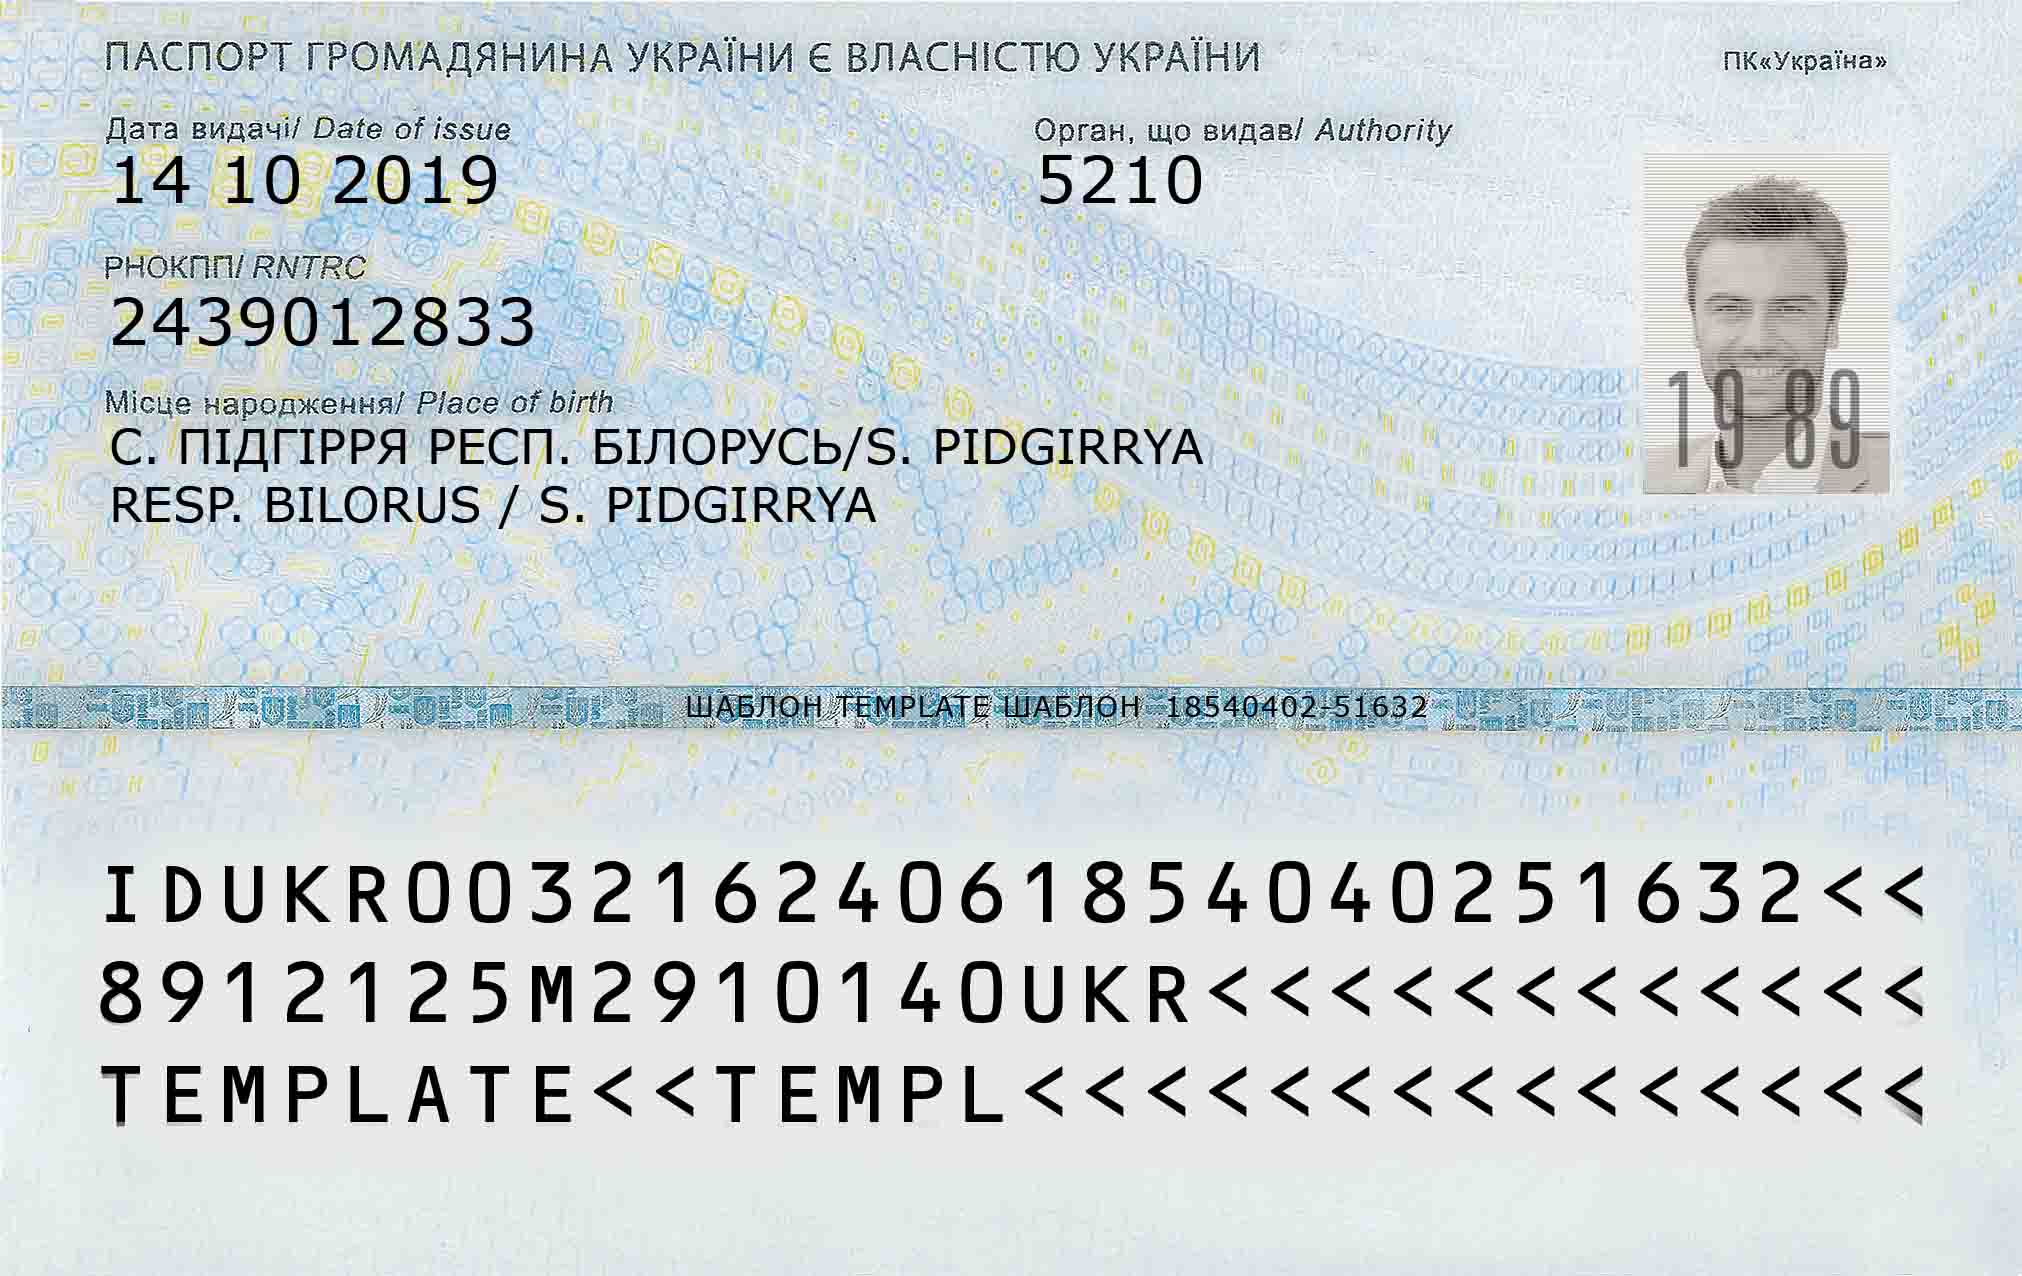 ПАСПОРТ ГРОМАДЯНИНА УКРАЇНИ Є ВЛАСНІСТЮ УКРАЇНИ
ПК«Україна»
Дата видачі/ Date of issue
Орган, що видав/ Authority
14 10 2019
5210
РНОКПП/ RNTRC
2439012833
Місце народження/ Place of birth
С. ПІДГІРРЯ РЕСП. БІЛОРУСЬ/S. PIDGIRRYA
RESP. BILORUS / S. PIDGIRRYA
19 89
ШАБЛОН TEMPLATE ШАБЛОН 18540402-51632
IDUKR00321624061854040251632<<
8912125M2910140UKR<<<<<<<<<<<<
TEMPLATE<<TEMPL<<<<<<<<<<<<<<<